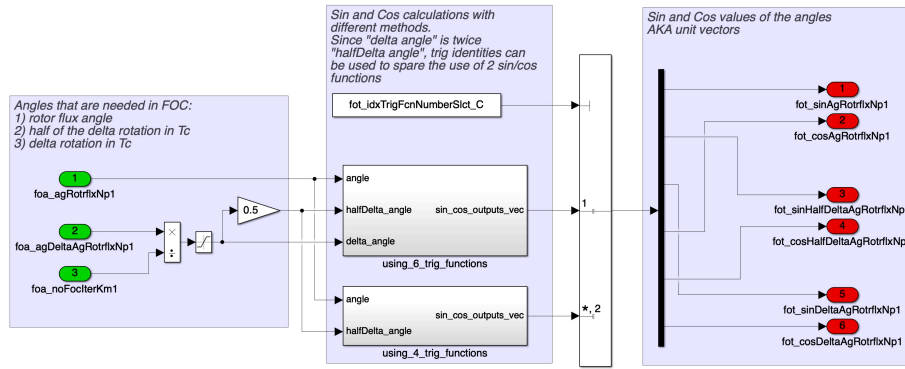 Sin and Cos calculations with
different methods.
Since "delta angle" is twice
"halfDelta angle", trig identities can
be used to spare the use of 2 sin/cos
functions
Sin and Cos values of the angles
AKA unit vectors
Angles that are needed in FOC:
1) rotor flux angle
2) half of the delta rotation in Tc
3) delta rotation in Tc
fot_idxTrigFcnNumberSlct_C
1
foa_agRotrflxNp1
2
foa_agDeltaAgRotrflxNp1
3
foa_noFocIterKm1
×
÷
0.5
angle
halfDelta_angle
delta_angle
sin_cos_outputs_vec
using_6_trig_functions
angle
halfDelta_angle
sin_cos_outputs_vec
using_4_trig_functions
1
*, 2
1
fot_sinAgRotrflxNp1
2
fot_cosAgRotrflxNp1
3
fot_sinHalfDeltaAgRotrflxNp
4
fot_cosHalfDeltaAgRotrflxNp
5
fot_sinDeltaAgRotrflxNp1
6
fot_cosDeltaAgRotrflxNp1